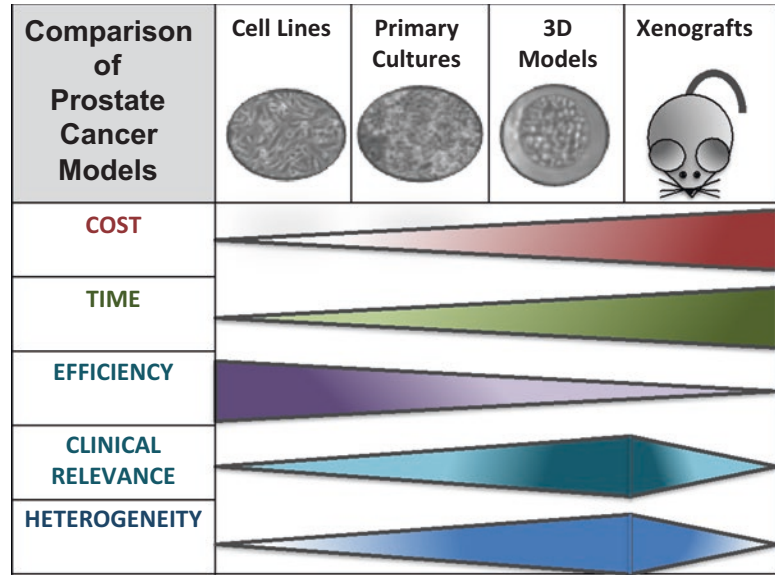 Comparison
of
Prostate
Cancer
Models
Cell Lines
Primary
Cultures
3D
Models
Xenografts
COST
TIME
EFFICIENCY
CLINICAL
RELEVANCE
HETEROGENEITY